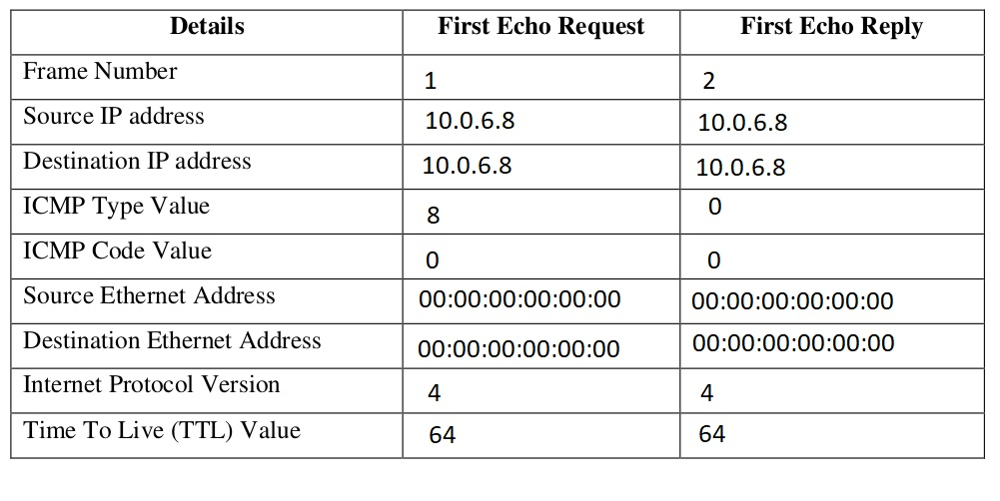 Details First Echo Request First Echo Reply
Frame Number 1 2
Source IP address 10.0.6.8 10.0.6.8
Destination IP address 10.0.6.8 10.0.6.8
ICMP Type Value 8 0
ICMP Code Value 0 0
Source Ethernet Address 00:00:00:00:00:00 00:00:00:00:00:00
Destination Ethernet Address 00:00:00:00:00:00 00:00:00:00:00:00
Internet Protocol Version 4 4
Time To Live (TTL) Value 64 64